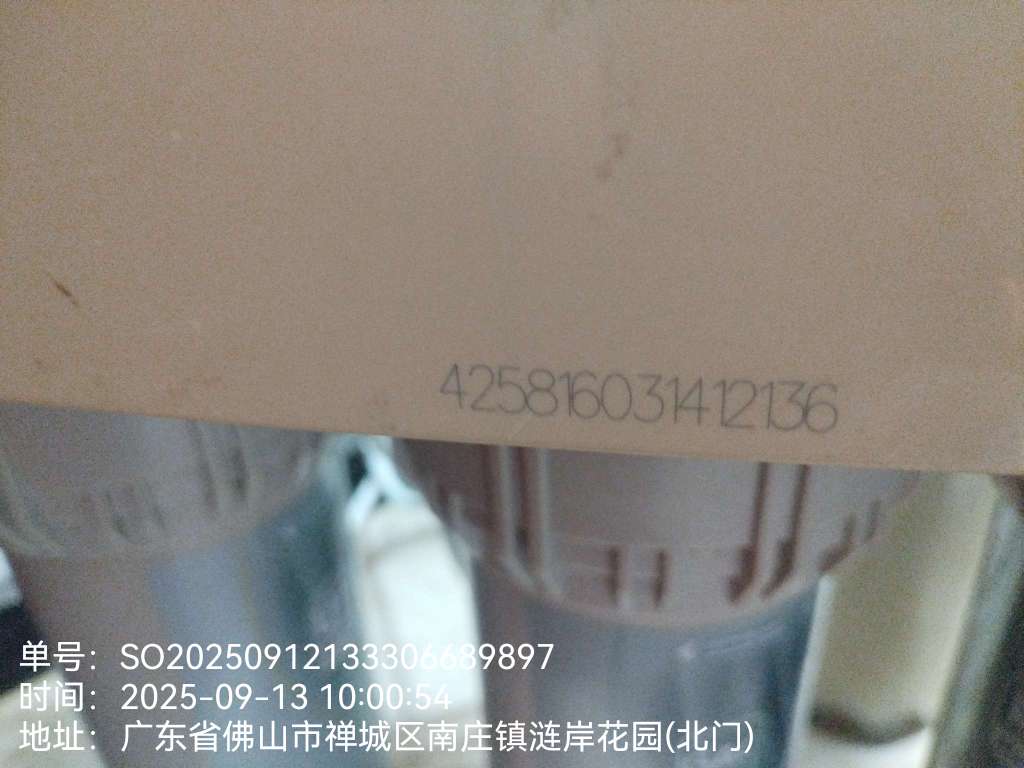 425816031412136
单号：SO20250912133306689897
时间：2025-09-13 10:00:54
地址：广东省佛山市禅城区南庄镇涟岸花园(北门)